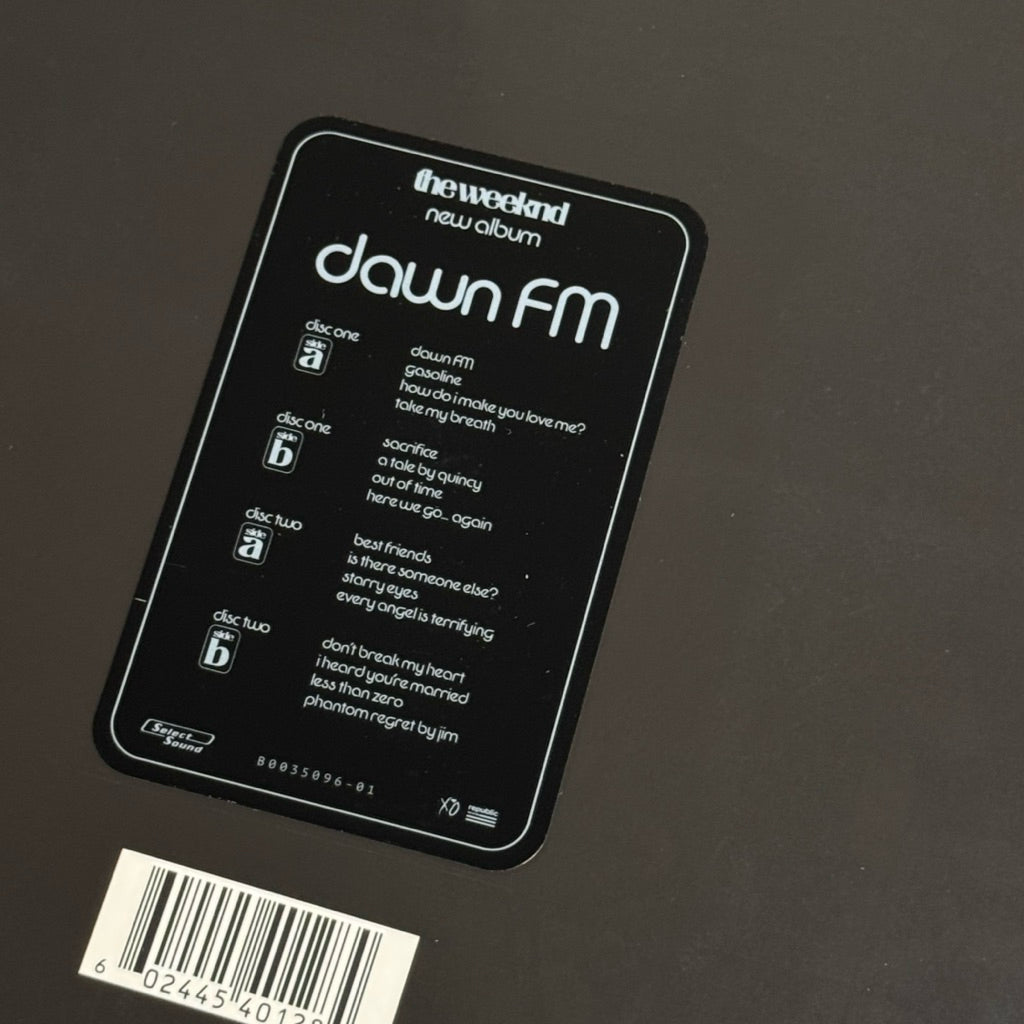 the weeknd
new album
dawn FM
disc one
side
a
dawn FM
gasoline
how do i make you love me?
take my breath
disc one
side
b
sacrifice
a tale by quincy
out of time
here we go... again
disc two
side
a
best friends
is there someone else?
starry eyes
every angel is terrifying
disc two
side
b
don't break my heart
i heard you're married
less than zero
phantom regret by jim
Select
Sound
B0035096-01
XO
republic
6 02445 4012